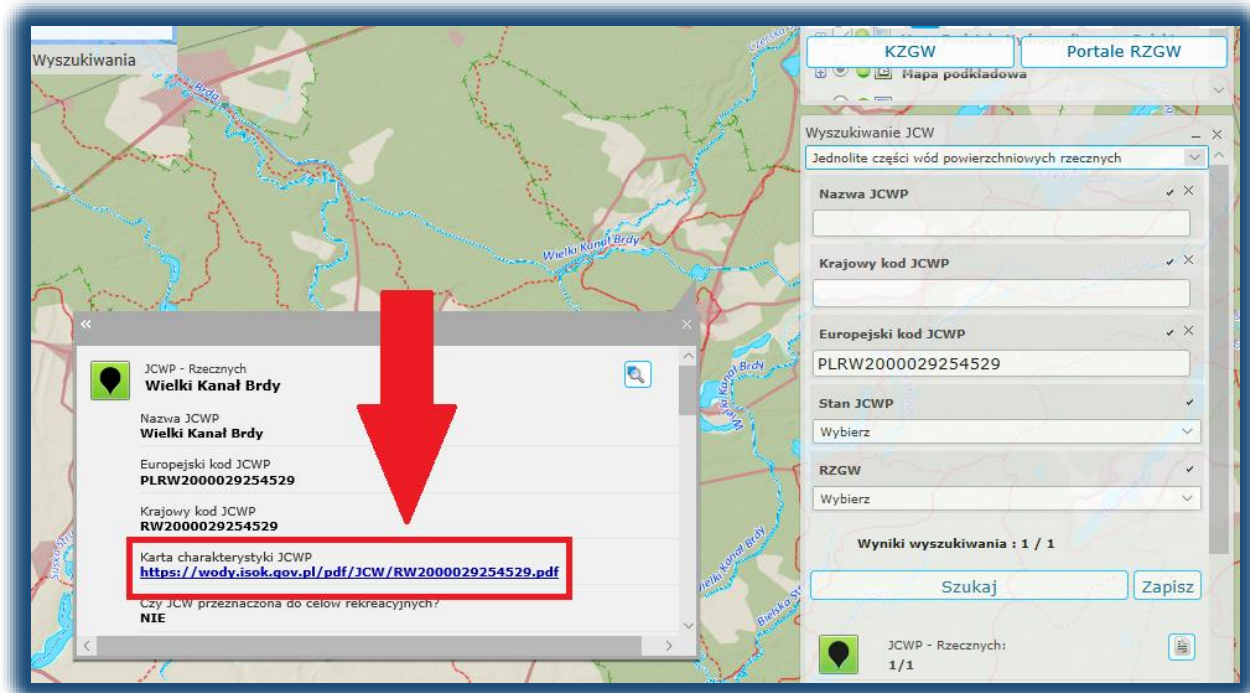 Wyszukiwania
Brda
Czerska
Wielki Kanał Brdy
KZGW
Portale RZGW
Mapa podkładowa
Wyszukiwanie JCW
Jednolite części wód powierzchniowych rzecznych
Nazwa JCWP
Krajowy kod JCWP
Europejski kod JCWP
PLRW2000029254529
Stan JCWP
Wybierz
RZGW
Wybierz
Wyniki wyszukiwania : 1 / 1
Szukaj
Zapisz
JCWP - Rzecznych:
1/1
JCWP - Rzecznych
Wielki Kanał Brdy
Nazwa JCWP
Wielki Kanał Brdy
Europejski kod JCWP
PLRW2000029254529
Krajowy kod JCWP
RW2000029254529
Karta charakterystyki JCWP
https://wody.isok.gov.pl/pdf/JCW/RW2000029254529.pdf
Czy JCW przeznaczona do celów rekreacyjnych?
NIE
Wielki Kanał Brdy
Bielska